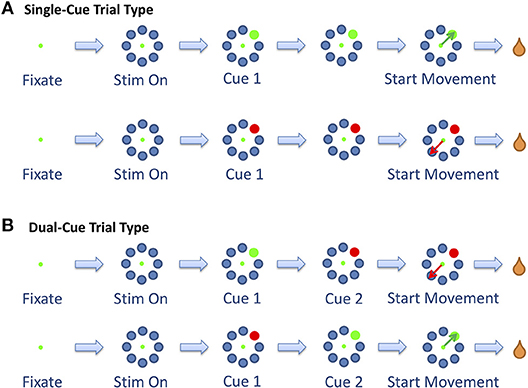 A Single-Cue Trial Type
Fixate Stim On Cue 1 Start Movement
Fixate Stim On Cue 1 Start Movement
B Dual-Cue Trial Type
Fixate Stim On Cue 1 Cue 2 Start Movement
Fixate Stim On Cue 1 Cue 2 Start Movement